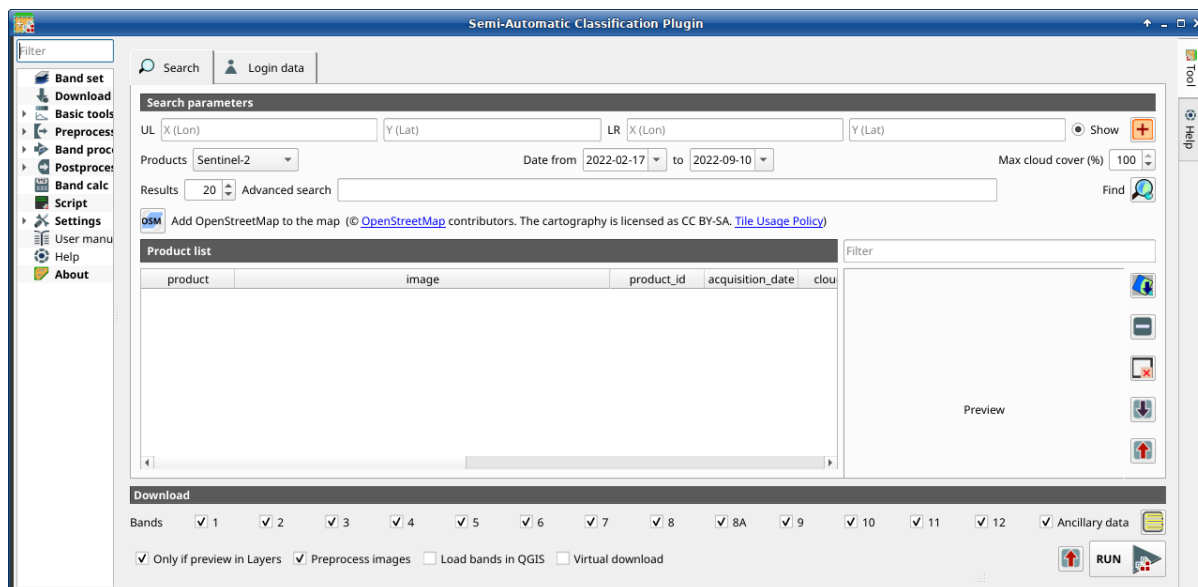 Semi-Automatic Classification Plugin
Filter
Band set
Download
Basic tools
Preprocess
Band proc
Postproces
Band calc
Script
Settings
User manu
Help
About
Search
Login data
Search parameters
UL X (Lon) Y (Lat) LR X (Lon) Y (Lat) Show
Products Sentinel-2 Date from 2022-02-17 to 2022-09-10 Max cloud cover (%) 100
Results 20 Advanced search Find
OSM Add OpenStreetMap to the map (© OpenStreetMap contributors. The cartography is licensed as CC BY-SA. Tile Usage Policy)
Product list
Filter
product image product_id acquisition_date clou
Preview
Download
Bands 1 2 3 4 5 6 7 8 8A 9 10 11 12 Ancillary data
Only if preview in Layers Preprocess images Load bands in QGIS Virtual download RUN
Tool
Help